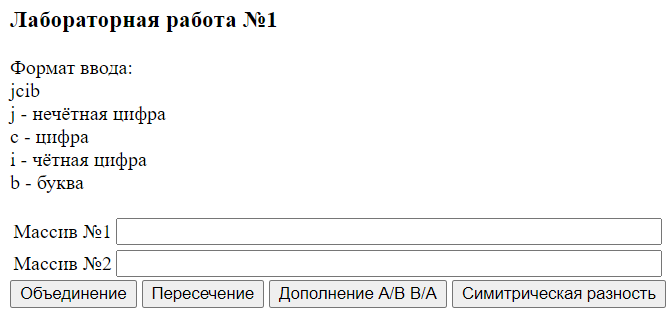 Лабораторная работа №1
Формат ввода:
jcib
j - нечётная цифра
c - цифра
i - чётная цифра
b - буква
Массив №1
Массив №2
Объединение Пересечение Дополнение A/B B/A Симитрическая разность